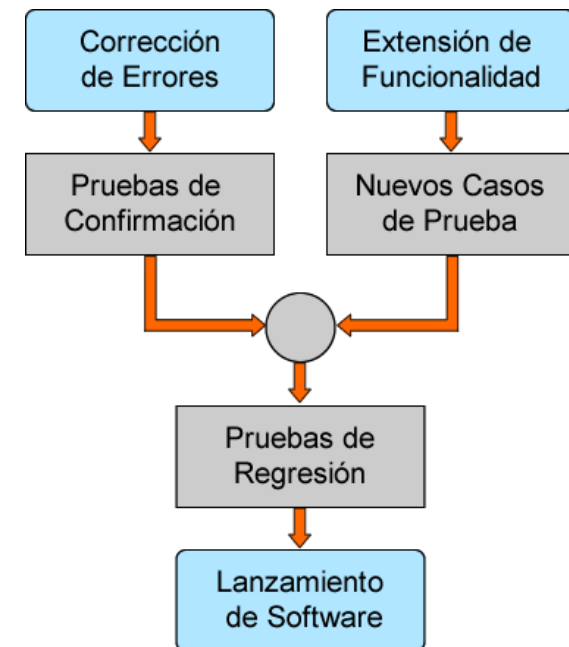 Corrección
de Errores
Extensión de
Funcionalidad
Pruebas de
Confirmación
Nuevos Casos
de Prueba
Pruebas de
Regresión
Lanzamiento
de Software